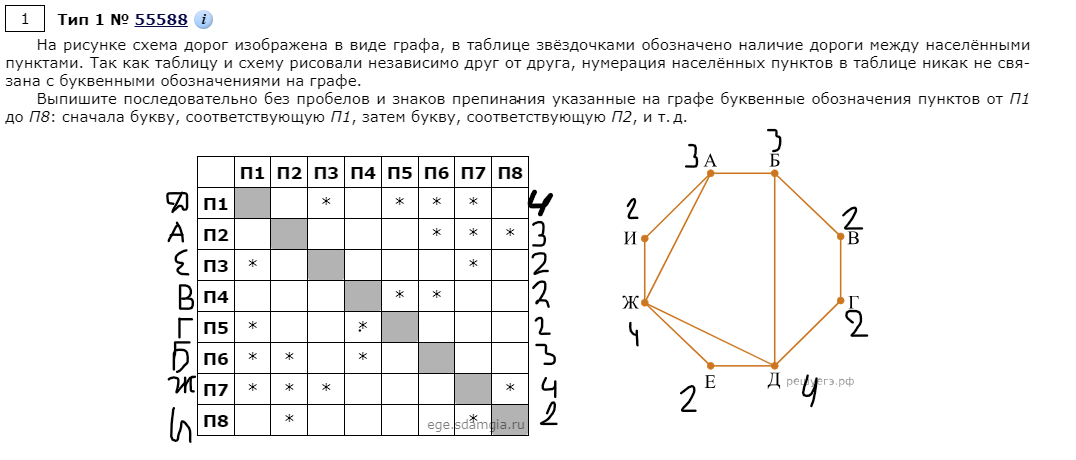 1 Тип 1 № 55588 i
На рисунке схема дорог изображена в виде графа, в таблице звёздочками обозначено наличие дороги между населёнными
пунктами. Так как таблицу и схему рисовали независимо друг от друга, нумерация населённых пунктов в таблице никак не свя-
зана с буквенными обозначениями на графе.
Выпишите последовательно без пробелов и знаков препинания указанные на графе буквенные обозначения пунктов от П1
до П8: сначала букву, соответствующую П1, затем букву, соответствующую П2, и т. д.
П1 П2 П3 П4 П5 П6 П7 П8
Д П1 * * * * 4
А П2 * * * 3
Е П3 * * 2
В П4 * * 2
Г П5 * * 2
Б П6 * * * 3
Ж П7 * * * * 4
И П8 * * 2
ege.sdamgia.ru
3 А Б 3
2 И В 2
Ж 4 Г 2
2 Е Д 4
решуегэ.рф